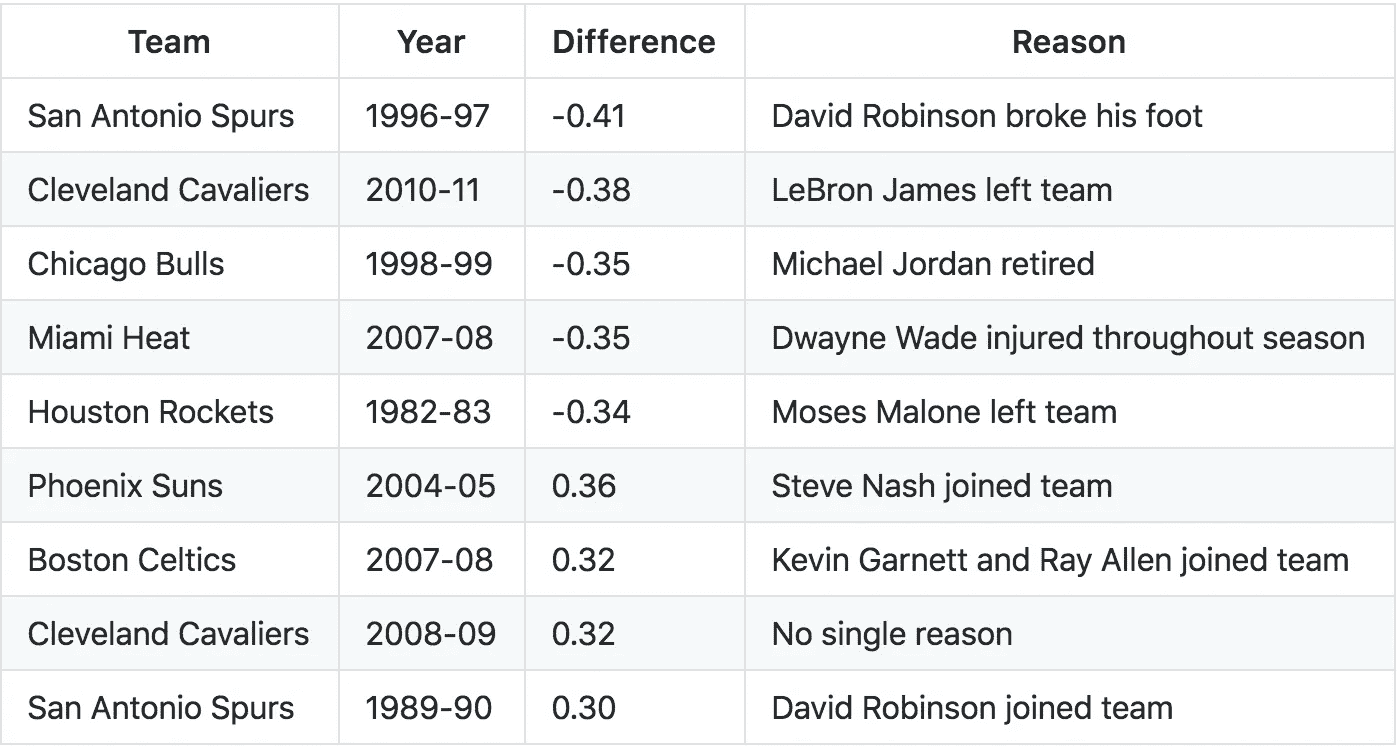 Team Year Difference Reason
San Antonio Spurs 1996-97 -0.41 David Robinson broke his foot
Cleveland Cavaliers 2010-11 -0.38 LeBron James left team
Chicago Bulls 1998-99 -0.35 Michael Jordan retired
Miami Heat 2007-08 -0.35 Dwayne Wade injured throughout season
Houston Rockets 1982-83 -0.34 Moses Malone left team
Phoenix Suns 2004-05 0.36 Steve Nash joined team
Boston Celtics 2007-08 0.32 Kevin Garnett and Ray Allen joined team
Cleveland Cavaliers 2008-09 0.32 No single reason
San Antonio Spurs 1989-90 0.30 David Robinson joined team